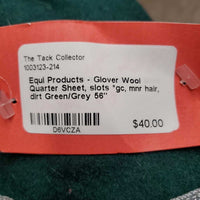 The Tack Collector
1003123-214
Equi Products - Glover Wool
Quarter Sheet, slots *gc, mnr hair,
dirt Green/Grey 56"
D6VCZA
$40.00